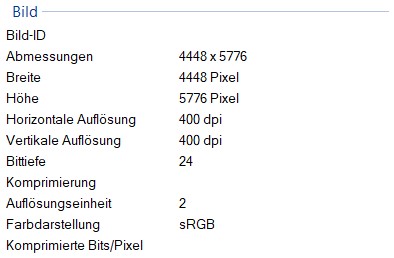 Bild
Bild-ID
Abmessungen 4448 x 5776
Breite 4448 Pixel
Höhe 5776 Pixel
Horizontale Auflösung 400 dpi
Vertikale Auflösung 400 dpi
Bittiefe 24
Komprimierung
Auflösungseinheit 2
Farbdarstellung sRGB
Komprimierte Bits/Pixel